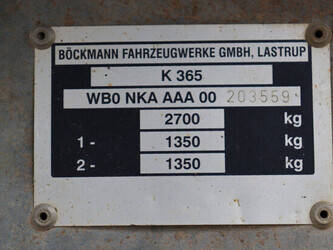 BÖCKMANN FAHRZEUGWERKE GMBH, LASTRUP
K 365
WB0 NKA AAA 00 203559
2700 kg
1 - 1350 kg
2 - 1350 kg